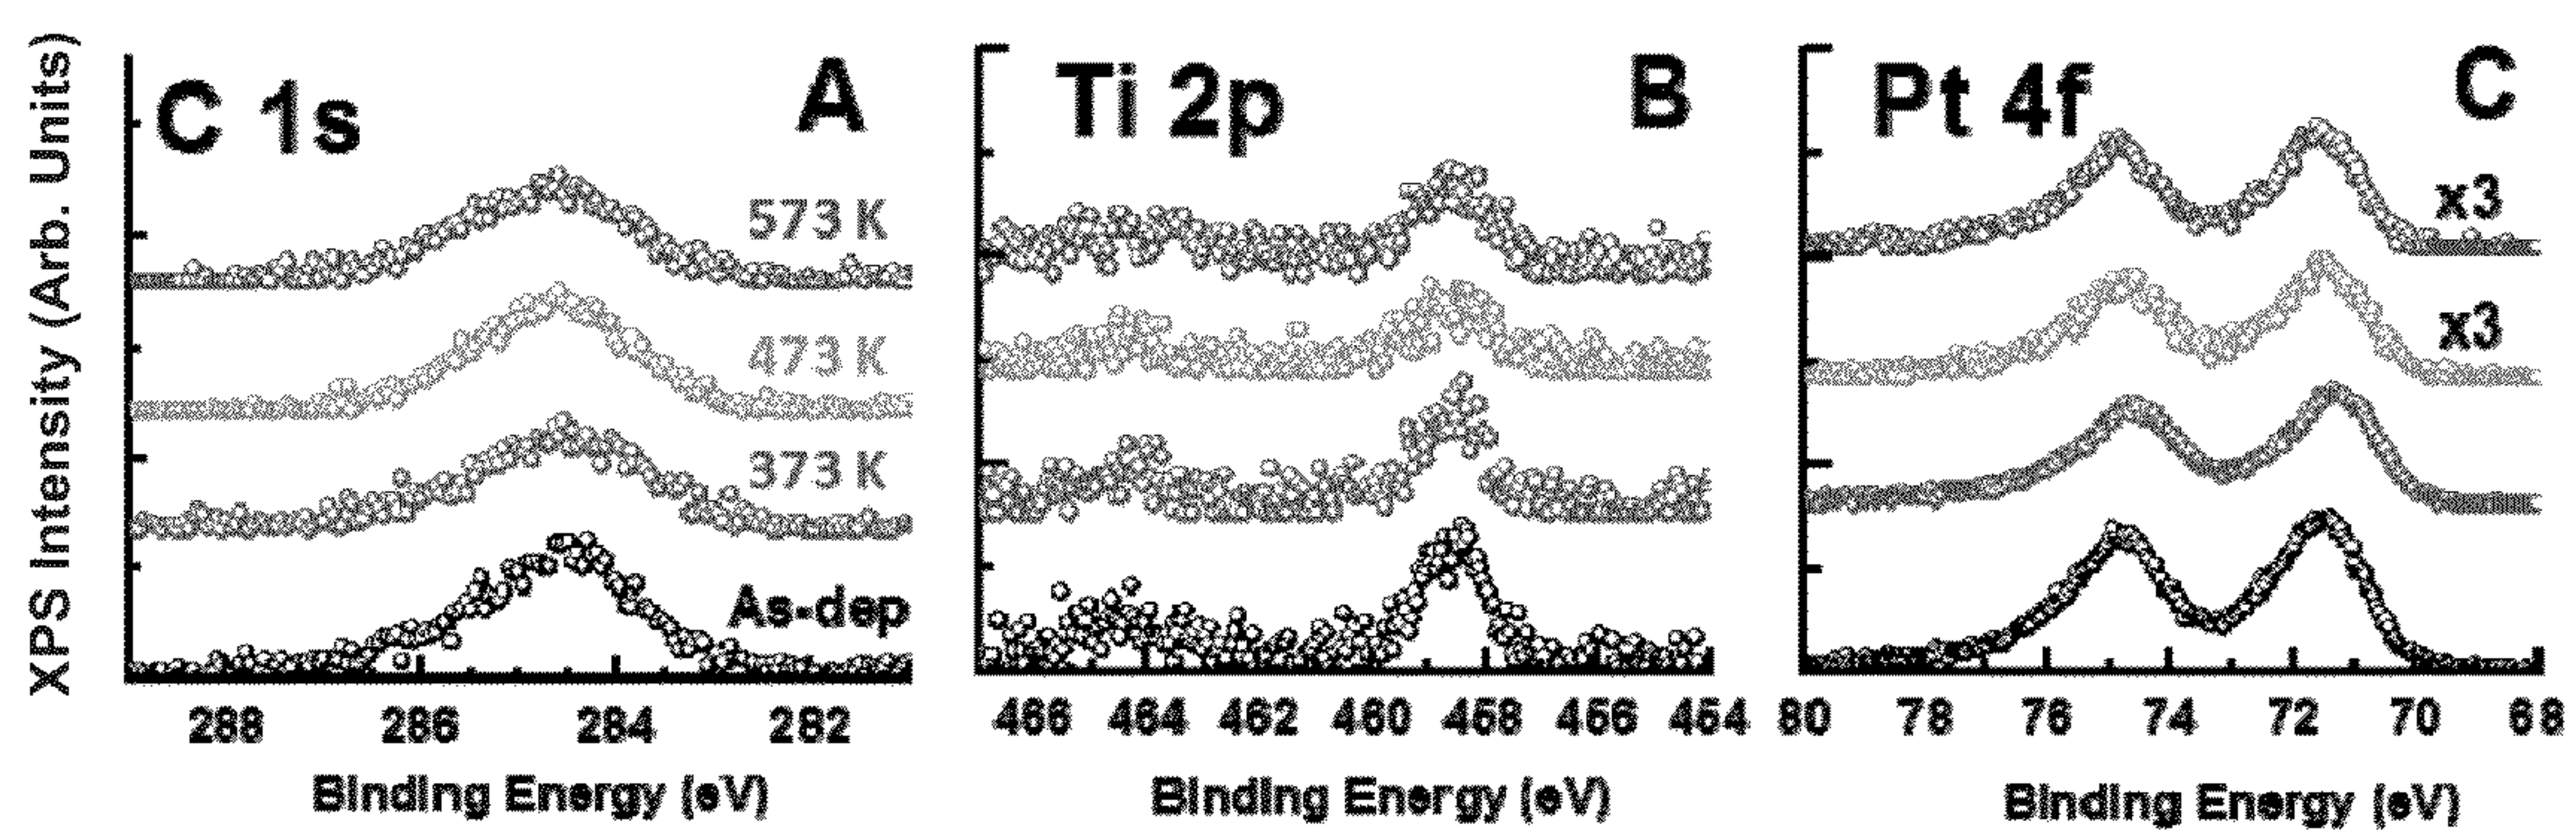 XPS Intensity (Arb. Units)
C 1s
A
573 K
473 K
373 K
As-dep
288 286 284 282
Binding Energy (eV)
Ti 2p
B
466 464 462 460 458 456 454
Binding Energy (eV)
Pt 4f
C
x3
x3
80 78 76 74 72 70 68
Binding Energy (eV)